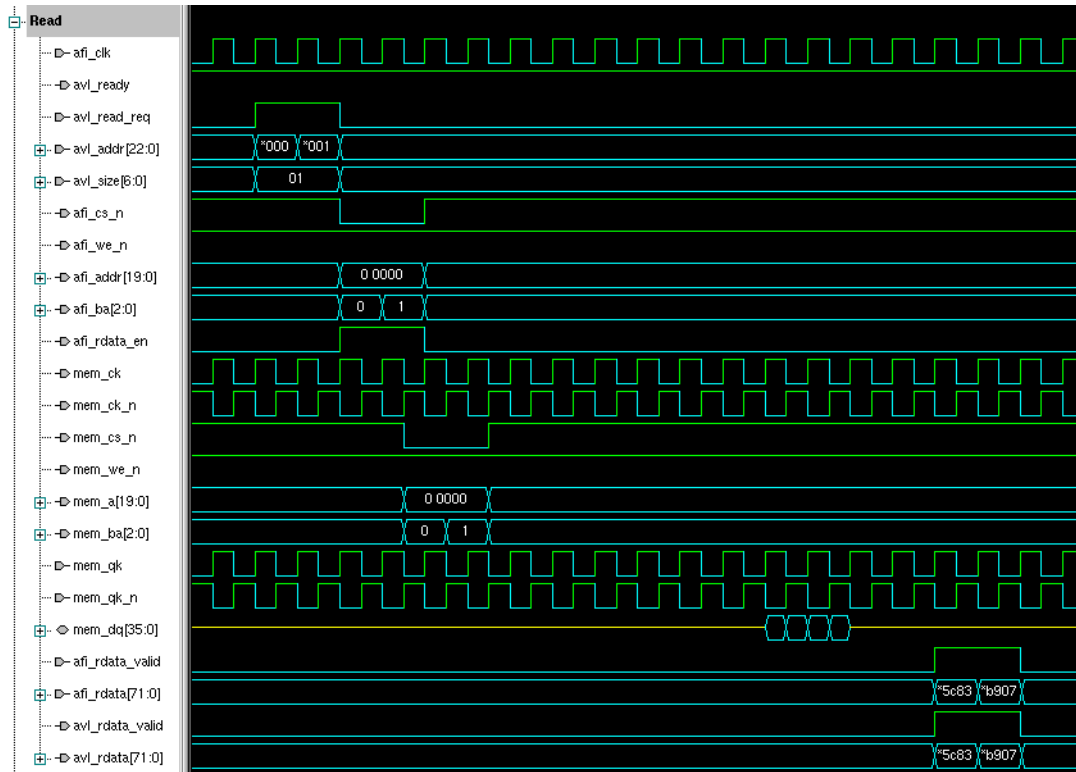 Read
afi_clk
avl_ready
avl_read_req
avl_addr[22:0] *000 *001
avl_size[6:0] 01
afi_cs_n
afi_we_n
afi_addr[19:0] 0 0000
afi_ba[2:0] 0 1
afi_rdata_en
mem_ck
mem_ck_n
mem_cs_n
mem_we_n
mem_a[19:0] 0 0000
mem_ba[2:0] 0 1
mem_qk
mem_qk_n
mem_dq[35:0]
afi_rdata_valid
afi_rdata[71:0] *5c83 *b907
avl_rdata_valid
avl_rdata[71:0] *5c83 *b907